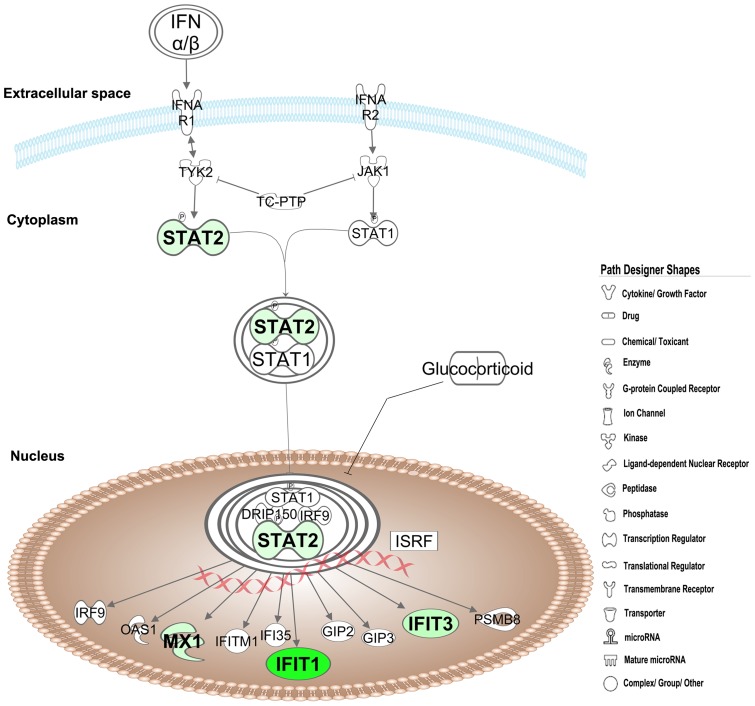 IFN
α/β
Extracellular space
IFNA
R1
IFNA
R2
TYK2
JAK1
TC-PTP
Cytoplasm
P
STAT2
P
STAT1
P
STAT2
P
STAT1
Glucocorticoid
Nucleus
P
STAT1
DRIP150
IRF9
P
STAT2
ISRF
IRF9
OAS1
MX1
IFITM1
IFI35
IFIT1
GIP2
GIP3
IFIT3
PSMB8
Path Designer Shapes
Cytokine/ Growth Factor
Drug
Chemical/ Toxicant
Enzyme
G-protein Coupled Receptor
Ion Channel
Kinase
Ligand-dependent Nuclear Receptor
Peptidase
Phosphatase
Transcription Regulator
Translational Regulator
Transmembrane Receptor
Transporter
microRNA
Mature microRNA
Complex/ Group/ Other